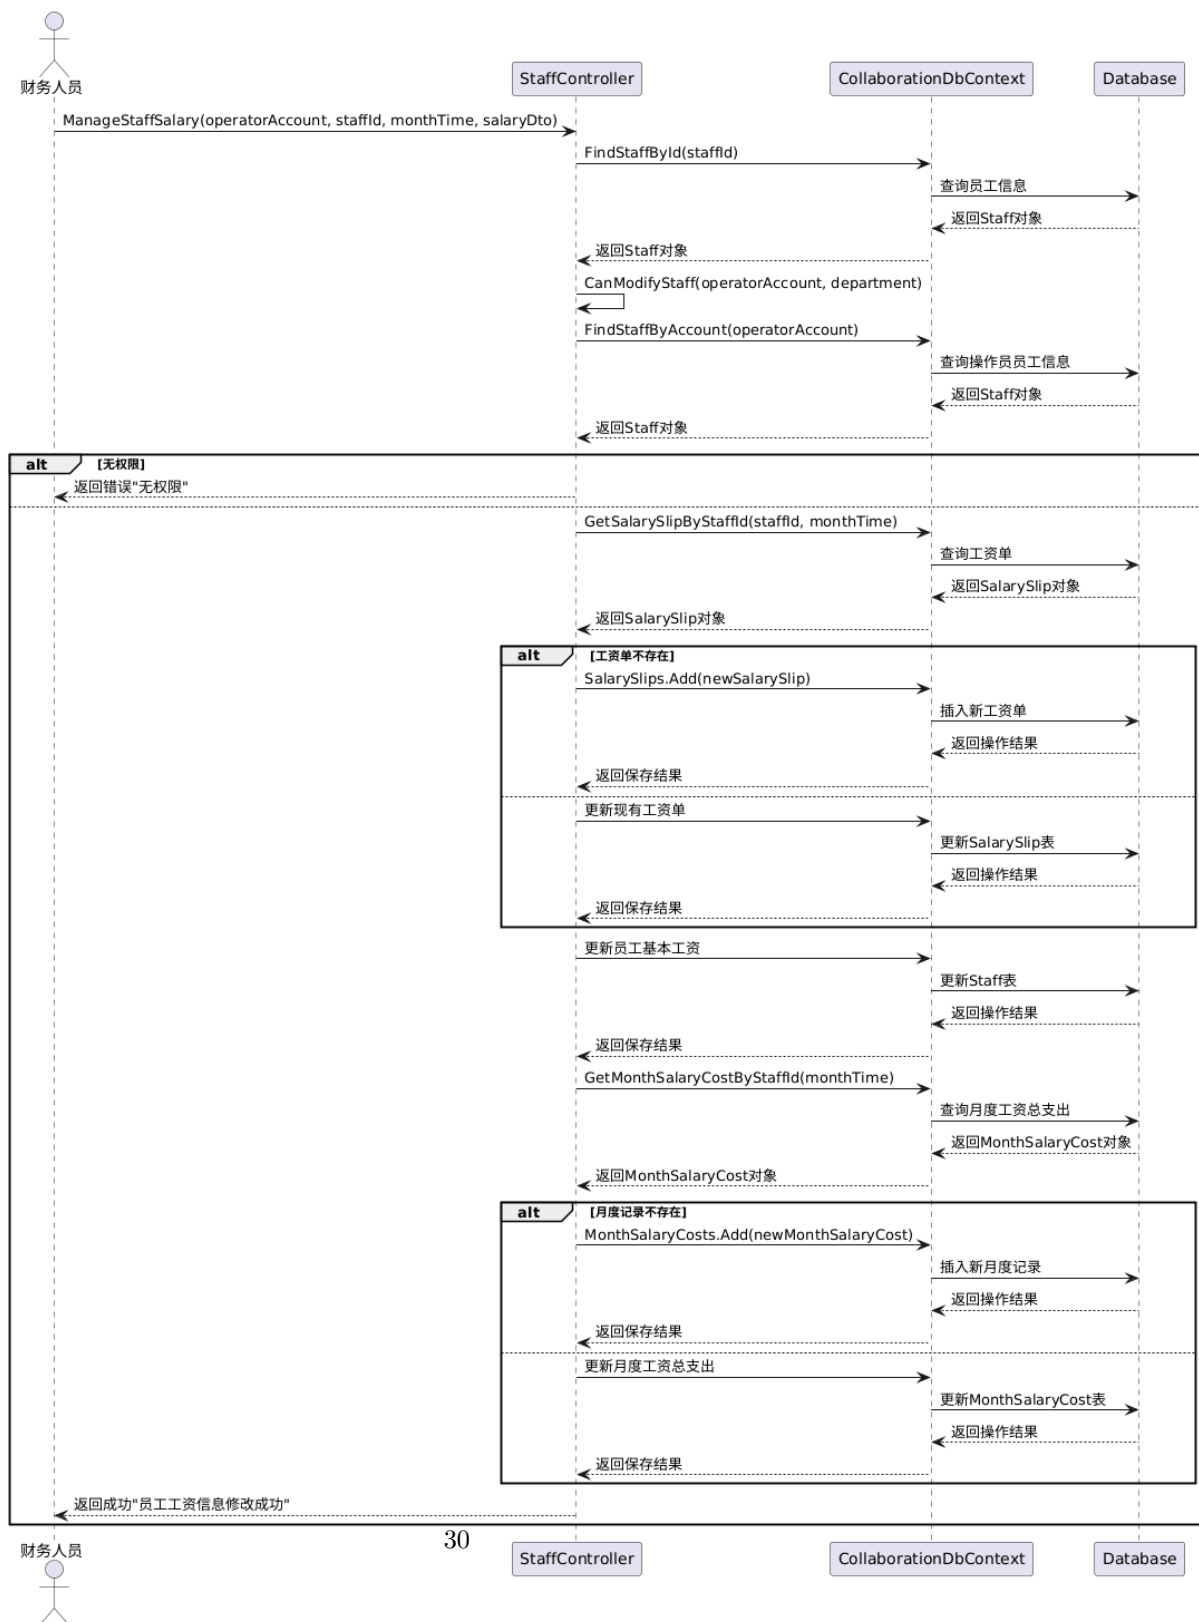 财务人员
StaffController
CollaborationDbContext
Database
ManageStaffSalary(operatorAccount, staffId, monthTime, salaryDto)
FindStaffById(staffId)
查询员工信息
返回Staff对象
返回Staff对象
CanModifyStaff(operatorAccount, department)
FindStaffByAccount(operatorAccount)
查询操作员员工信息
返回Staff对象
返回Staff对象
alt [无权限]
返回错误"无权限"
GetSalarySlipByStaffId(staffId, monthTime)
查询工资单
返回SalarySlip对象
返回SalarySlip对象
alt [工资单不存在]
SalarySlips.Add(newSalarySlip)
插入新工资单
返回操作结果
返回保存结果
更新现有工资单
更新SalarySlip表
返回操作结果
返回保存结果
更新员工基本工资
更新Staff表
返回操作结果
返回保存结果
GetMonthSalaryCostByStaffId(monthTime)
查询月度工资总支出
返回MonthSalaryCost对象
返回MonthSalaryCost对象
alt [月度记录不存在]
MonthSalaryCosts.Add(newMonthSalaryCost)
插入新月度记录
返回操作结果
返回保存结果
更新月度工资总支出
更新MonthSalaryCost表
返回操作结果
返回保存结果
返回成功"员工工资信息修改成功"
30
财务人员
StaffController
CollaborationDbContext
Database